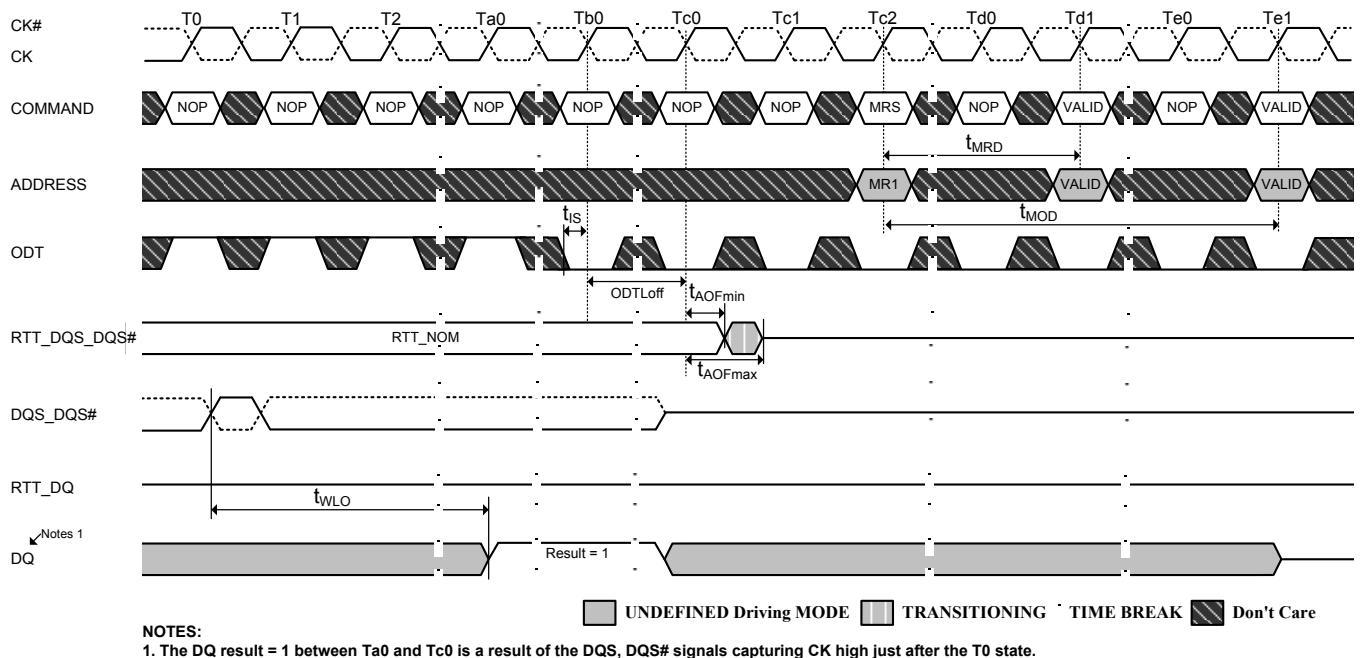 T0 T1 T2 Ta0 Tb0 Tc0 Tc1 Tc2 Td0 Td1 Te0 Te1
CK#
CK
COMMAND NOP NOP NOP NOP NOP NOP NOP MRS NOP VALID NOP VALID
tMRD
ADDRESS MR1 VALID VALID
tIS tMOD
ODT
ODTLoff tAOFmin
RTT_DQS_DQS# RTT_NOM
tAOFmax
DQS_DQS#
RTT_DQ
tWLO
Notes 1
DQ Result = 1
UNDEFINED Driving MODE TRANSITIONING TIME BREAK Don't Care
NOTES:
1. The DQ result = 1 between Ta0 and Tc0 is a result of the DQS, DQS# signals capturing CK high just after the T0 state.